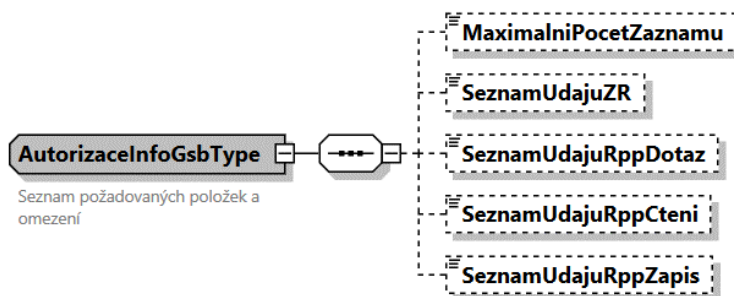 MaximalniPocetZaznamu
SeznamUdajuZR
AutorizaceInfoGsbType
SeznamUdajuRppDotaz
Seznam požadovaných položek a
omezení
SeznamUdajuRppCteni
SeznamUdajuRppZapis